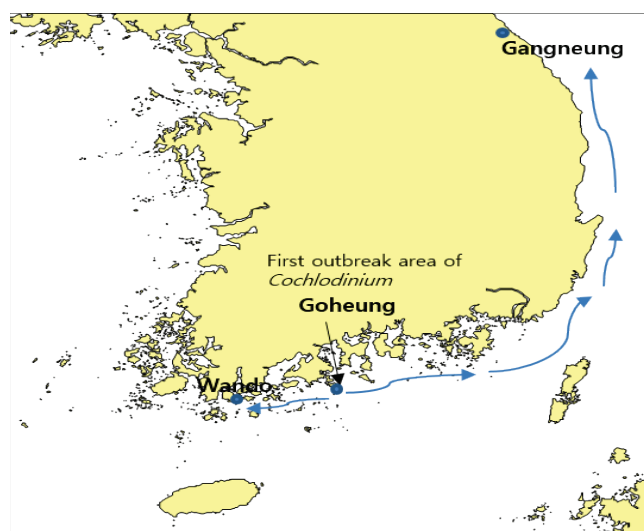 Gangneung
First outbreak area of
Cochlodinium
Goheung
Wando